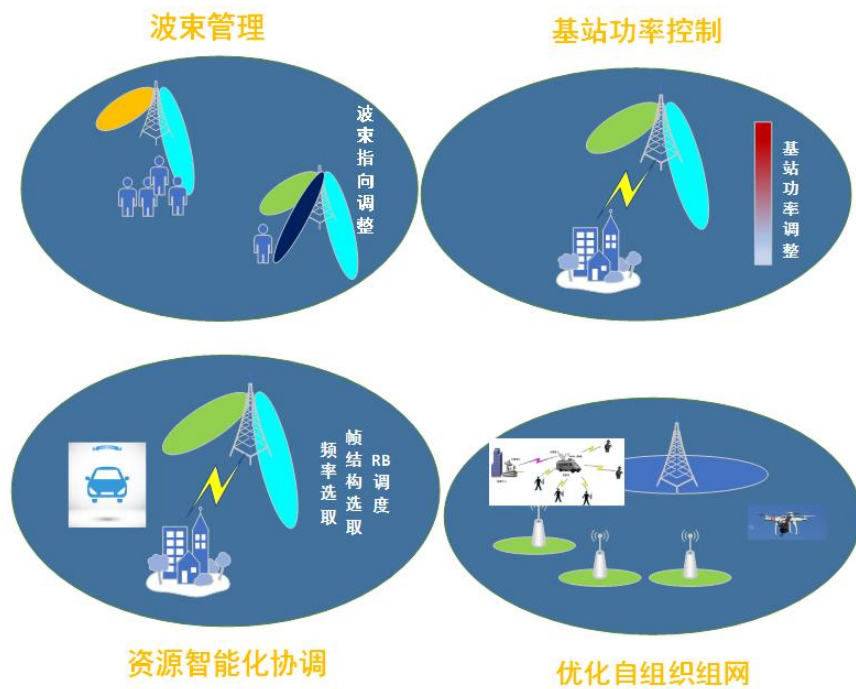 波束管理
基站功率控制
波束指向调整
基站功率调整
频率选取
帧结构选取
RB调度
资源智能化协调
优化自组织组网